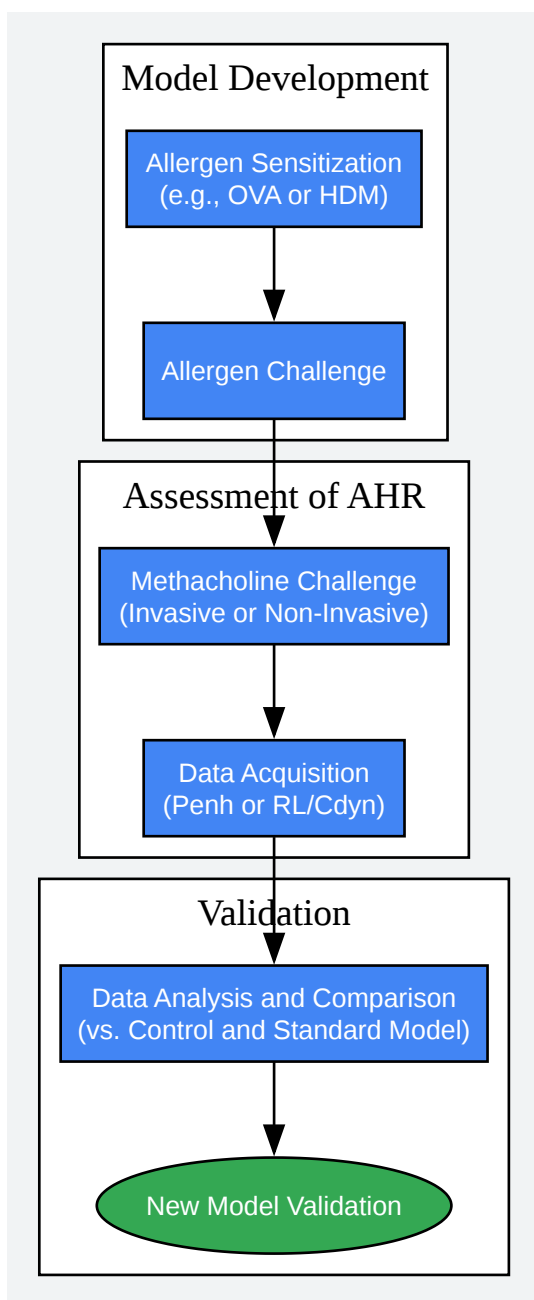 Model Development
Allergen Sensitization
(e.g., OVA or HDM)
Allergen Challenge
Assessment of AHR
Methacholine Challenge
(Invasive or Non-Invasive)
Data Acquisition
(Penh or RL/Cdyn)
Validation
Data Analysis and Comparison
(vs. Control and Standard Model)
New Model Validation